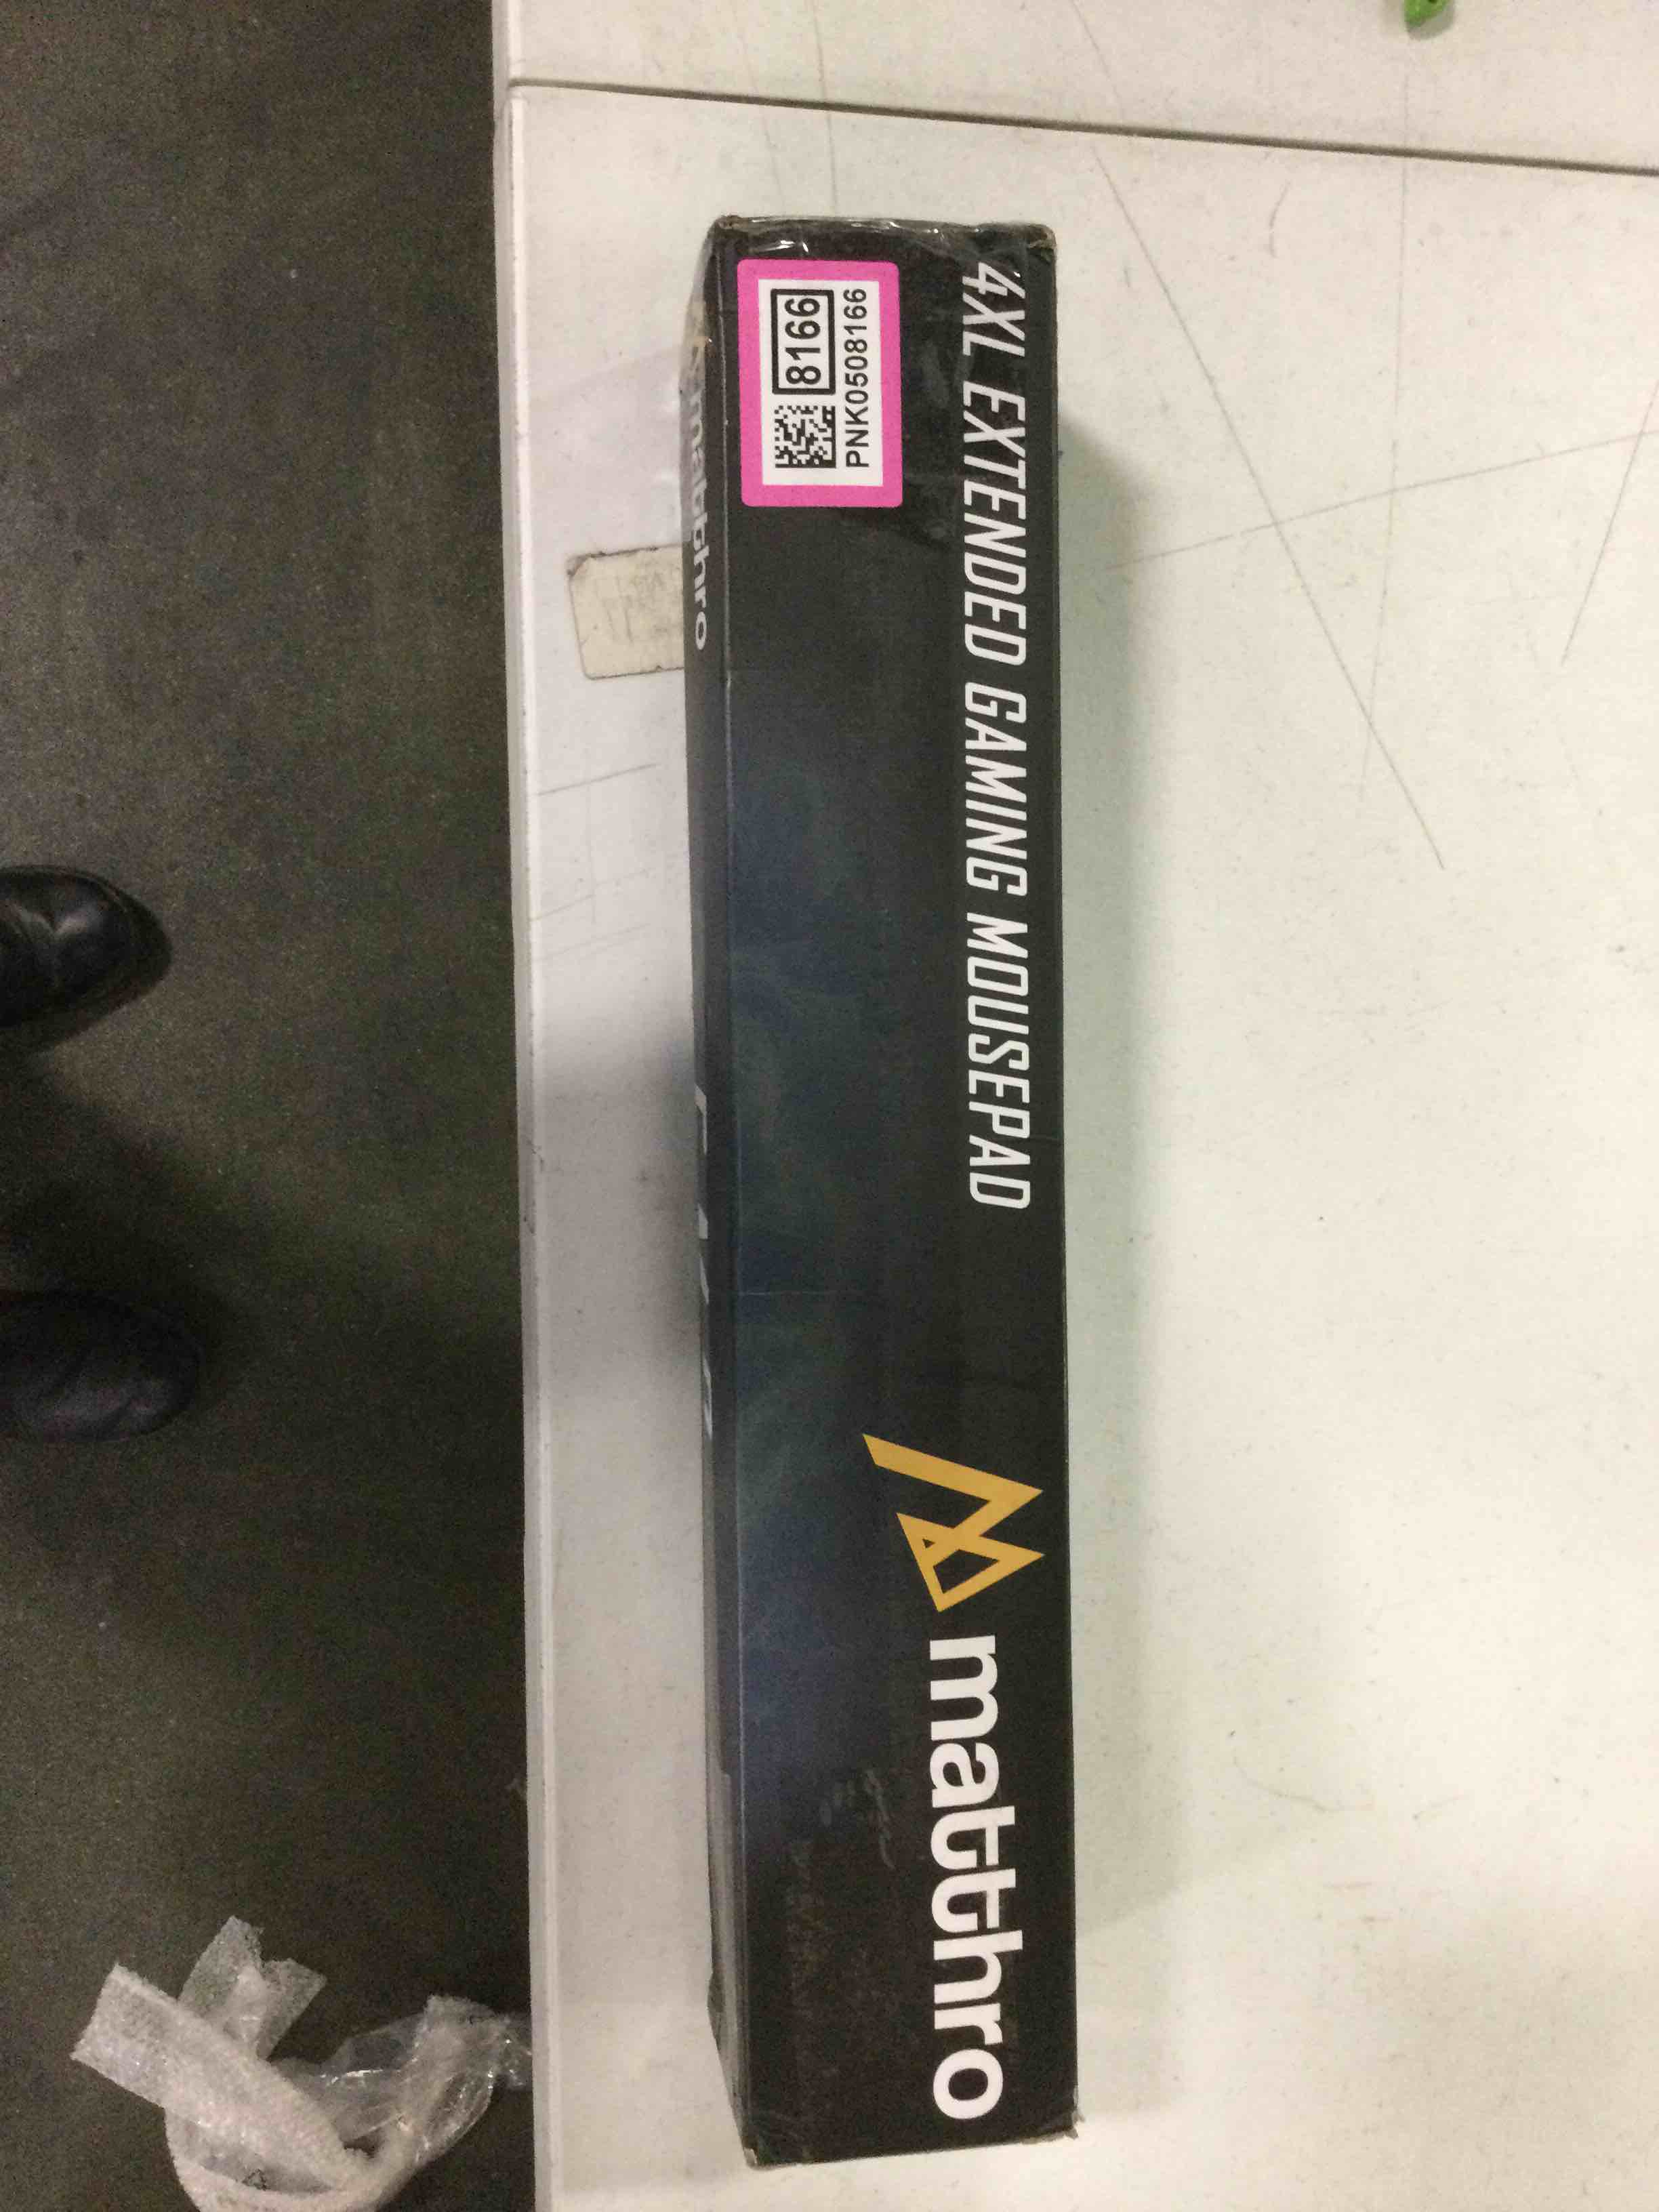 8166
PNK0508166
4XL EXTENDED GAMING MOUSEPAD
matthro
matthro